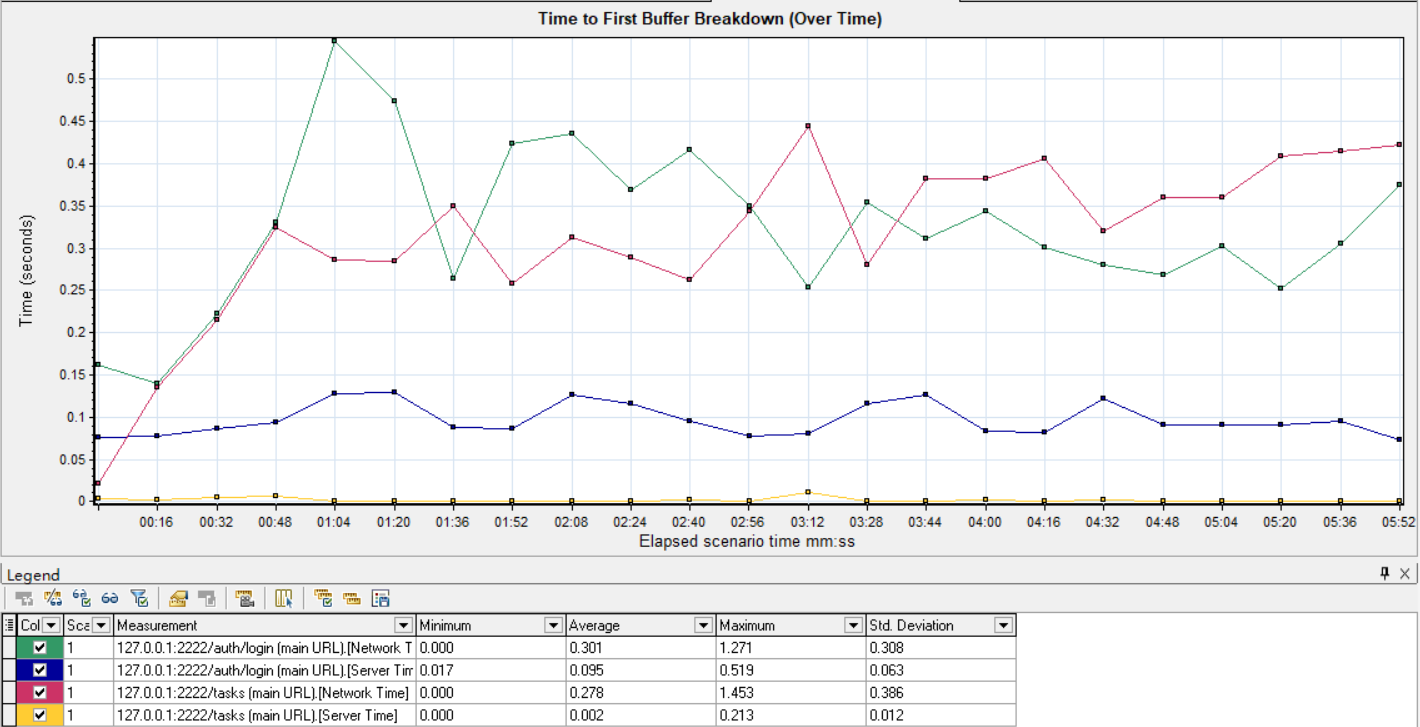 Time to First Buffer Breakdown (Over Time)
Time (seconds)
0.5
0.45
0.4
0.35
0.3
0.25
0.2
0.15
0.1
0.05
0
00:16 00:32 00:48 01:04 01:20 01:36 01:52 02:08 02:24 02:40 02:56 03:12 03:28 03:44 04:00 04:16 04:32 04:48 05:04 05:20 05:36 05:52
Elapsed scenario time mm:ss
Legend
Col Sca Measurement Minimum Average Maximum Std. Deviation
1 127.0.0.1:2222/auth/login (main URL).[Network T 0.000 0.301 1.271 0.308
1 127.0.0.1:2222/auth/login (main URL).[Server Tim 0.017 0.095 0.519 0.063
1 127.0.0.1:2222/tasks (main URL).[Network Time] 0.000 0.278 1.453 0.386
1 127.0.0.1:2222/tasks (main URL).[Server Time] 0.000 0.002 0.213 0.012